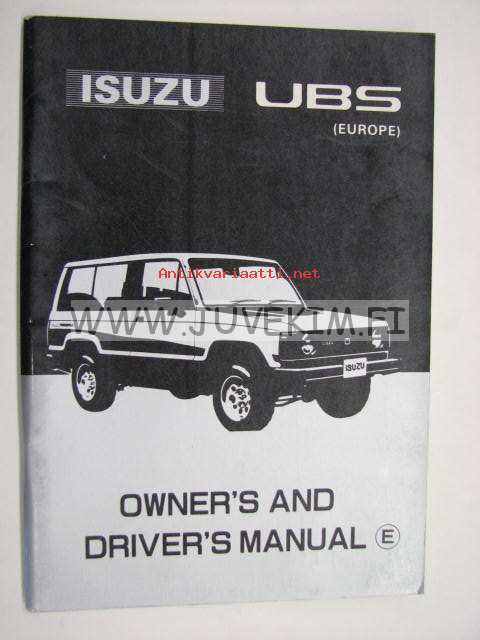 ISUZU UBS
(EUROPE)
Antikvariaatti.net
WWW.JUVEKIM.FI
ISUZU
OWNER'S AND
DRIVER'S MANUAL E